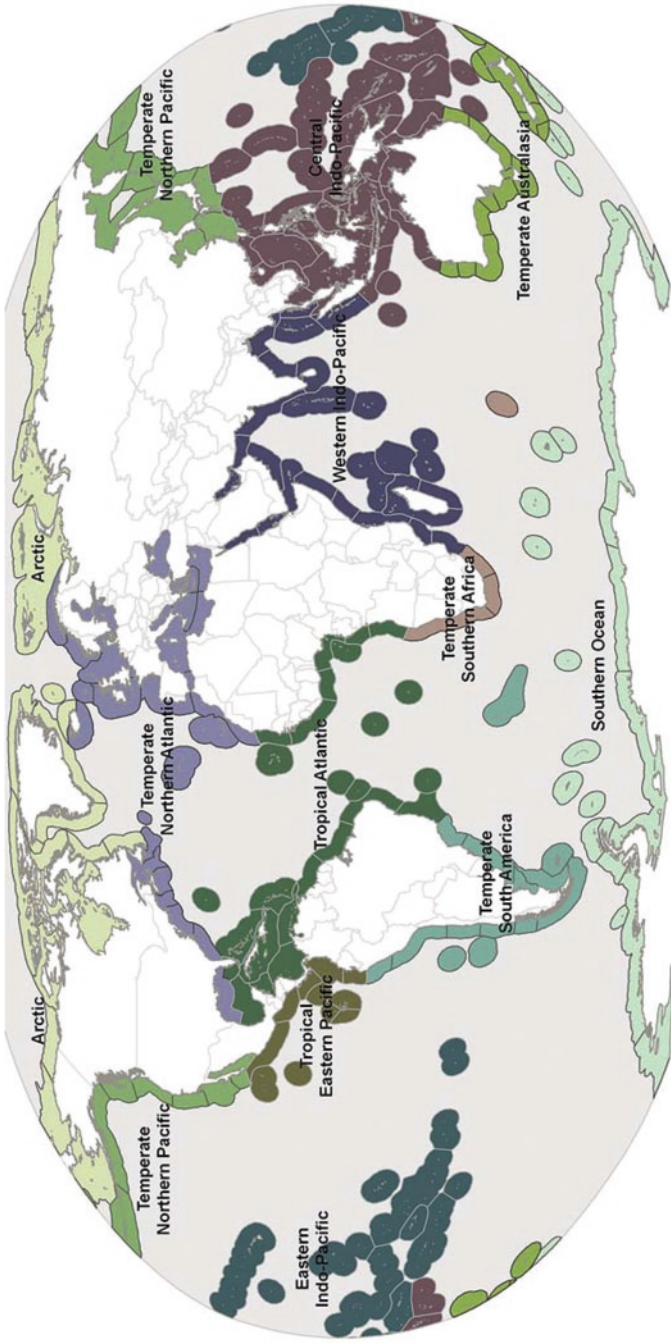 Arctic
Arctic
Temperate
Northern Pacific
Temperate
Northern Atlantic
Temperate
Northern Pacific
Eastern
Indo-Pacific
Tropical
Eastern Pacific
Tropical Atlantic
Western Indo-Pacific
Central
Indo-Pacific
Temperate
South America
Temperate
Southern Africa
Temperate Australasia
Southern Ocean